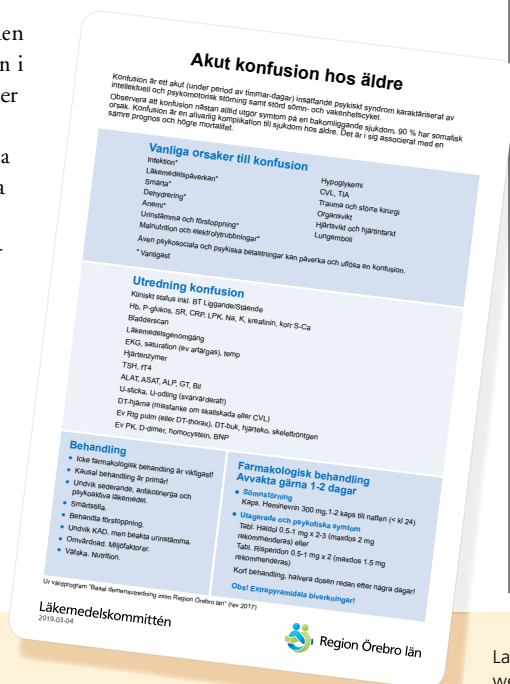 en
n i
er
a
a
Akut konfusion hos äldre
Konfusion är ett akut (under period av timmar-dagar) insättande psykiskt syndrom karaktäriserat av
intellektuell och psykomotorisk störning samt störd sömn- och vakenhetscykel.
Observera att konfusion nästan alltid utgör symtom på en bakomliggande sjukdom, 90 % har somatisk
orsak. Konfusion är en allvarlig komplikation till sjukdom hos äldre. Det är i sig associerat med en
sämre prognos och högre mortalitet.
Vanliga orsaker till konfusion
Infektion*
Läkemedelspåverkan*
Smärta*
Dehydrering*
Anemi*
Urinstämma och förstoppning*
Malnutrition och elektrolytrubbningar*
Hypoglykemi
CVL, TIA
Trauma och större kirurgi
Organsvikt
Hjärtsvikt och hjärtinfarkt
Lungemboli
Även psykosociala och psykiska belastningar kan påverka och utlösa en konfusion.
* Vanligast
Utredning konfusion
Kliniskt status inkl. BT Liggande/Stående
Hb, P-glukos, SR, CRP, LPK, Na, K, kreatinin, korr S-Ca
Bladderscan
Läkemedelsgenomgång
EKG, saturation (ev artärgas), temp
Hjärtenzymer
TSH, fT4
ALAT, ASAT, ALP, GT, Bil
U-sticka, U-odling (svårvärderat!)
DT-hjärna (misstanke om skallskada eller CVL)
Ev Rtg pulm (eller DT-thorax), DT-buk, hjärteko, skelettröntgen
Ev PK, D-dimer, homocystein, BNP
Behandling
• Icke farmakologisk behandling är viktigast!
• Kausal behandling är primär!
• Undvik sederande, antikolinerga och
psykoaktiva läkemedel.
• Smärtstilla.
• Behandla förstoppning.
• Undvik KAD, men beakta urinstämma.
• Omvårdnad. Miljöfaktorer.
• Vätska. Nutrition.
Farmakologisk behandling
Avvakta gärna 1-2 dagar
• Sömnstörning
Kaps. Heminevrin 300 mg,1-2 kaps till natten (< kl 24)
• Utagerade och psykotiska symtom
Tabl. Haldol 0.5-1 mg x 2-3 (maxdos 2 mg
rekommenderas) eller
Tabl. Risperidon 0.5-1 mg x 2 (maxdos 1.5 mg
rekommenderas)
Kort behandling, halvera dosen redan efter några dagar!
Obs! Extrapyramidala biverkningar!
Ur vårdprogram "Basal demensutredning inom Region Örebro län" (rev 2017)
Läkemedelskommittén
2019-03-04
Region Örebro län
La
we